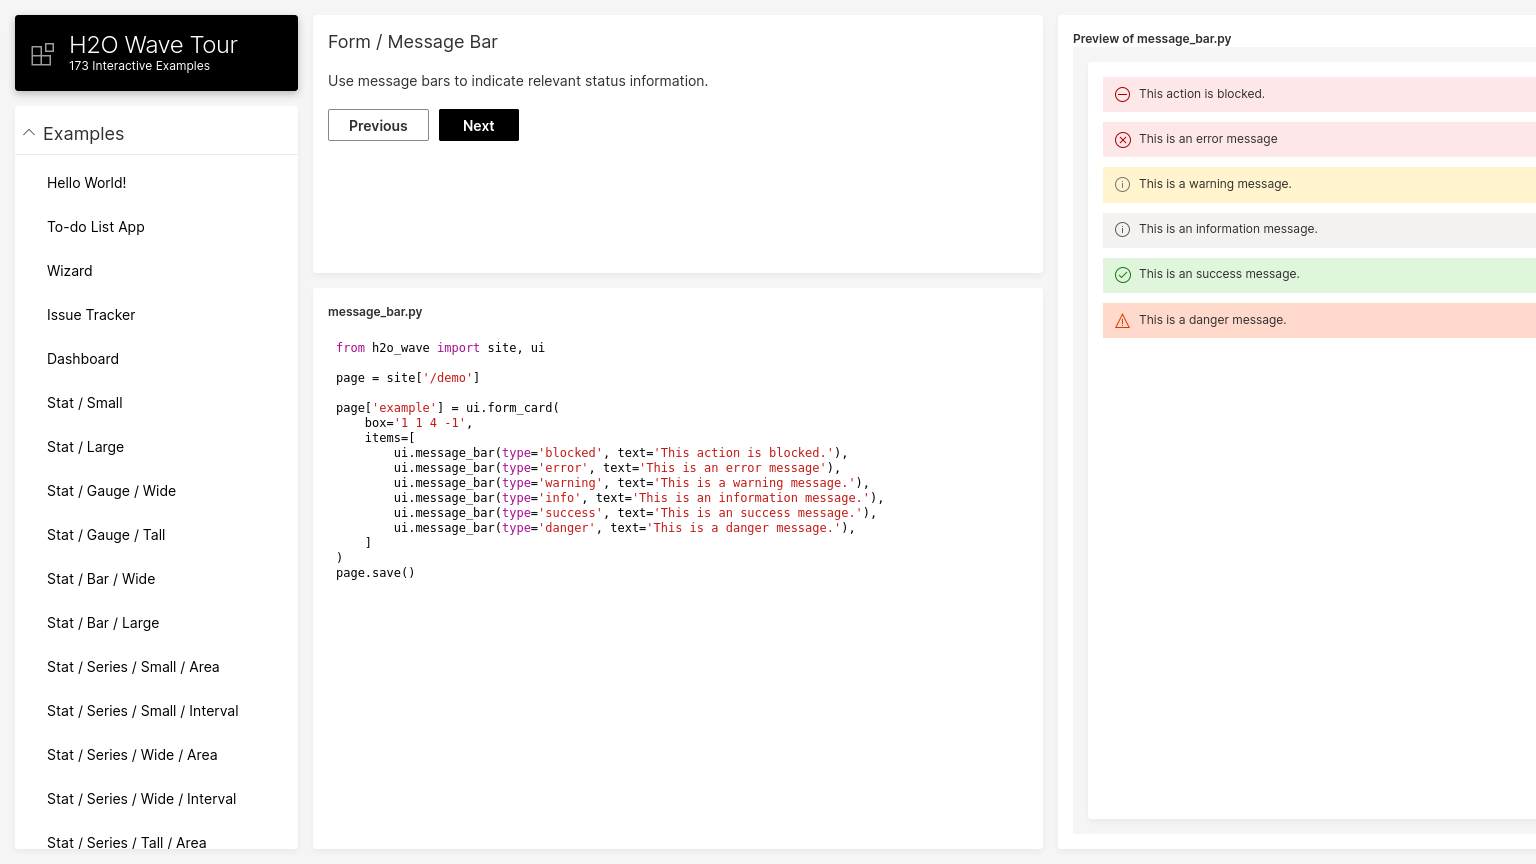 H2O Wave Tour
173 Interactive Examples
Examples
Hello World!
To-do List App
Wizard
Issue Tracker
Dashboard
Stat / Small
Stat / Large
Stat / Gauge / Wide
Stat / Gauge / Tall
Stat / Bar / Wide
Stat / Bar / Large
Stat / Series / Small / Area
Stat / Series / Small / Interval
Stat / Series / Wide / Area
Stat / Series / Wide / Interval
Stat / Series / Tall / Area
Form / Message Bar
Use message bars to indicate relevant status information.
Previous
Next
message_bar.py
from h2o_wave import site, ui
page = site['/demo']
page['example'] = ui.form_card(
    box='1 1 4 -1',
    items=[
        ui.message_bar(type='blocked', text='This action is blocked.'),
        ui.message_bar(type='error', text='This is an error message'),
        ui.message_bar(type='warning', text='This is a warning message.'),
        ui.message_bar(type='info', text='This is an information message.'),
        ui.message_bar(type='success', text='This is an success message.'),
        ui.message_bar(type='danger', text='This is a danger message.'),
    ]
)
page.save()
Preview of message_bar.py
This action is blocked.
This is an error message
This is a warning message.
This is an information message.
This is an success message.
This is a danger message.